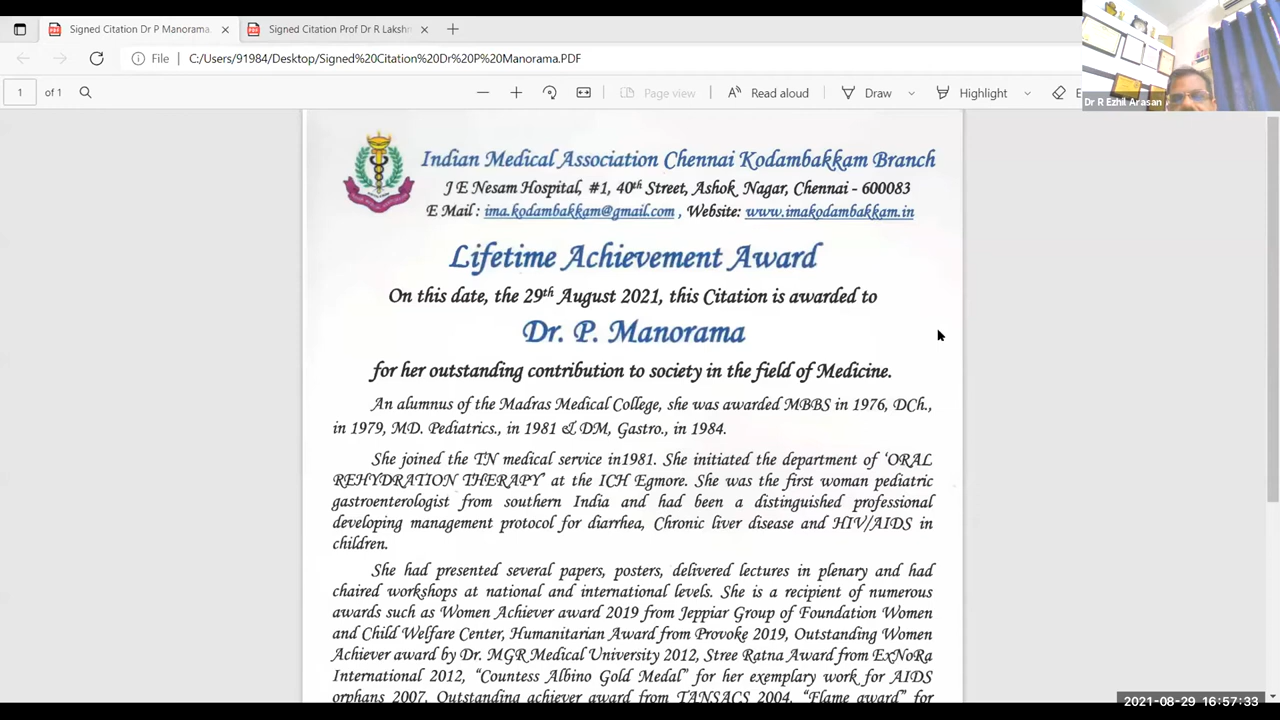 Signed Citation Dr P Manorama.
Signed Citation Prof Dr R Lakshm
File
C:/Users/91984/Desktop/Signed%20Citation%20Dr%20P%20Manorama.PDF
1 of 1
Page view
Read aloud
Draw
Highlight
Dr R Ezhil Arasan
Indian Medical Association Chennai Kodambakkam Branch
J E Nesam Hospital, #1, 40th Street, Ashok Nagar, Chennai - 600083
E Mail : ima.kodambakkam@gmail.com , Website: www.imakodambakkam.in
Lifetime Achievement Award
On this date, the 29th August 2021, this Citation is awarded to
Dr. P. Manorama
for her outstanding contribution to society in the field of Medicine.
An alumnus of the Madras Medical College, she was awarded MBBS in 1976, DCh.,
in 1979, MD. Pediatrics., in 1981 & DM, Gastro., in 1984.
She joined the TN medical service in1981. She initiated the department of ‘ORAL
REHYDRATION THERAPY’ at the ICH Egmore. She was the first woman pediatric
gastroenterologist from southern India and had been a distinguished professional
developing management protocol for diarrhea, Chronic liver disease and HIV/AIDS in
children.
She had presented several papers, posters, delivered lectures in plenary and had
chaired workshops at national and international levels. She is a recipient of numerous
awards such as Women Achiever award 2019 from Jeppiar Group of Foundation Women
and Child Welfare Center, Humanitarian Award from Provoke 2019, Outstanding Women
Achiever award by Dr. MGR Medical University 2012, Stree Ratna Award from ExNoRa
International 2012, “Countess Albino Gold Medal” for her exemplary work for AIDS
orphans 2007, Outstanding achiever award from TANSACS 2004, “Flame award” for
2021-08-29 16:57:33